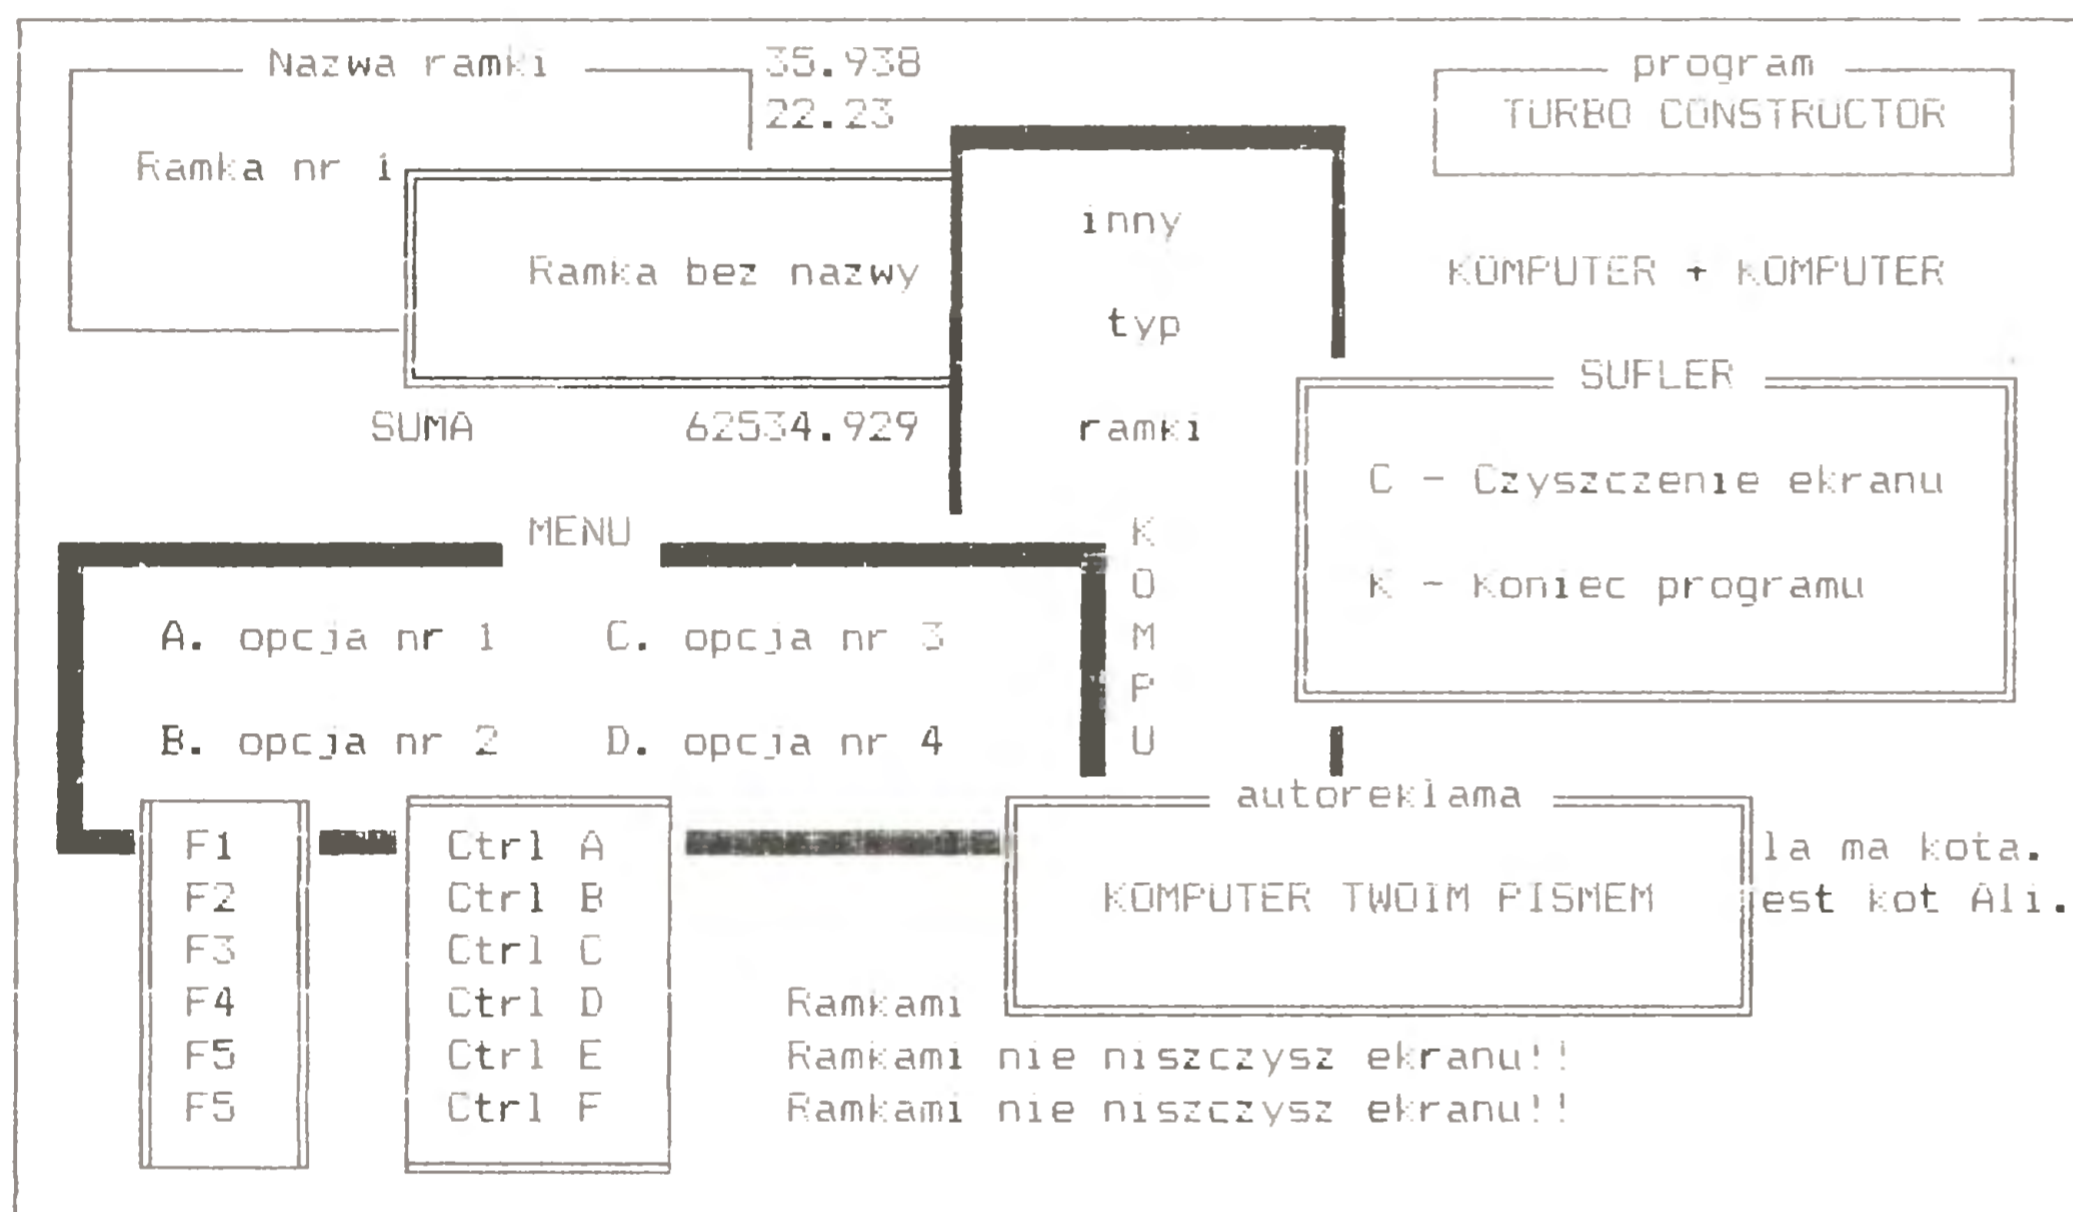 Nazwa ramki
35.938
22.23
Ramka nr 1
Ramka bez nazwy
SUMA 62534.929
inny
typ
ramki
program
TURBO CONSTRUCTOR
KOMPUTER + KOMPUTER
SUFLER
C - Czyszczenie ekranu
K - Koniec programu
MENU
A. opcja nr 1 C. opcja nr 3
B. opcja nr 2 D. opcja nr 4
K
O
M
P
U
F1
F2
F3
F4
F5
F5
Ctrl A
Ctrl B
Ctrl C
Ctrl D
Ctrl E
Ctrl F
autoreklama
KOMPUTER TWOIM PISMEM
la ma kota.
est kot Ali.
Ramkami
Ramkami nie niszczysz ekranu!!
Ramkami nie niszczysz ekranu!!